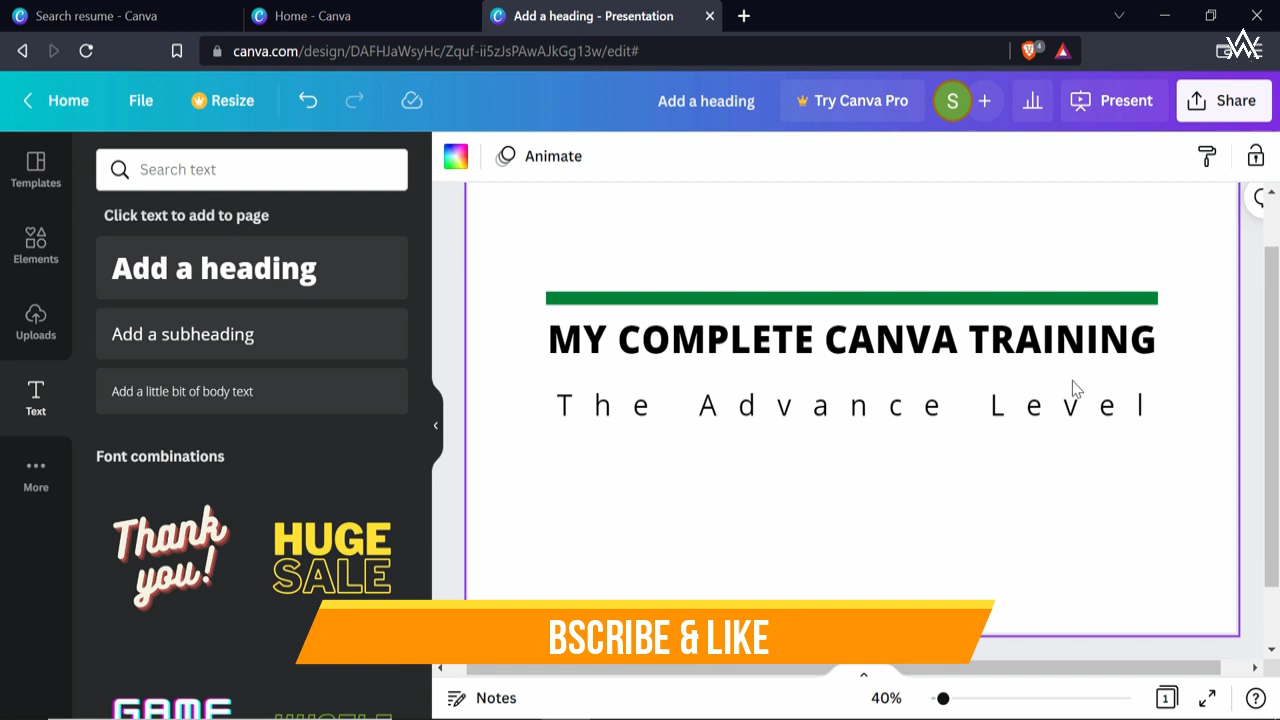 Search resume - Canva
Home - Canva
Add a heading - Presentation
canva.com/design/DAFHJaWsyHc/Zquf-ii5zJsPAwAJkGg13w/edit#
4
Home
File
Resize
Add a heading
Try Canva Pro
S
Present
Share
Templates
Elements
Uploads
Text
More
Search text
Click text to add to page
Add a heading
Add a subheading
Add a little bit of body text
Font combinations
Thank you!
HUGE
SALE
GAME
HUSTLE
Animate
MY COMPLETE CANVA TRAINING
The Advance Level
BSCRIBE & LIKE
Notes
40%
1